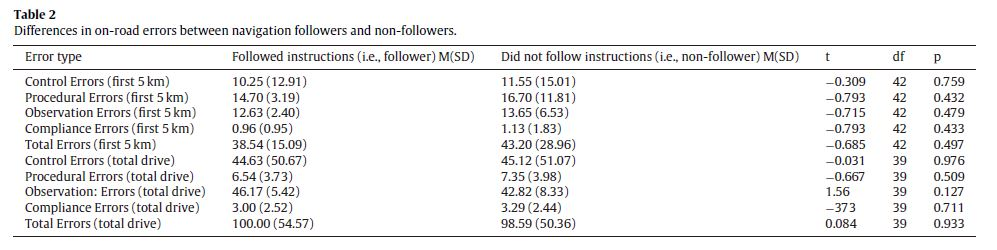 Table 2
Differences in on-road errors between navigation followers and non-followers.
Error type Followed instructions (i.e., follower) M(SD) Did not follow instructions (i.e., non-follower) M(SD) t df p
Control Errors (first 5 km) 10.25 (12.91) 11.55 (15.01) −0.309 42 0.759
Procedural Errors (first 5 km) 14.70 (3.19) 16.70 (11.81) −0.793 42 0.432
Observation Errors (first 5 km) 12.63 (2.40) 13.65 (6.53) −0.715 42 0.479
Compliance Errors (first 5 km) 0.96 (0.95) 1.13 (1.83) −0.793 42 0.433
Total Errors (first 5 km) 38.54 (15.09) 43.20 (28.96) −0.685 42 0.497
Control Errors (total drive) 44.63 (50.67) 45.12 (51.07) −0.031 39 0.976
Procedural Errors (total drive) 6.54 (3.73) 7.35 (3.98) −0.667 39 0.509
Observation: Errors (total drive) 46.17 (5.42) 42.82 (8.33) 1.56 39 0.127
Compliance Errors (total drive) 3.00 (2.52) 3.29 (2.44) −373 39 0.711
Total Errors (total drive) 100.00 (54.57) 98.59 (50.36) 0.084 39 0.933